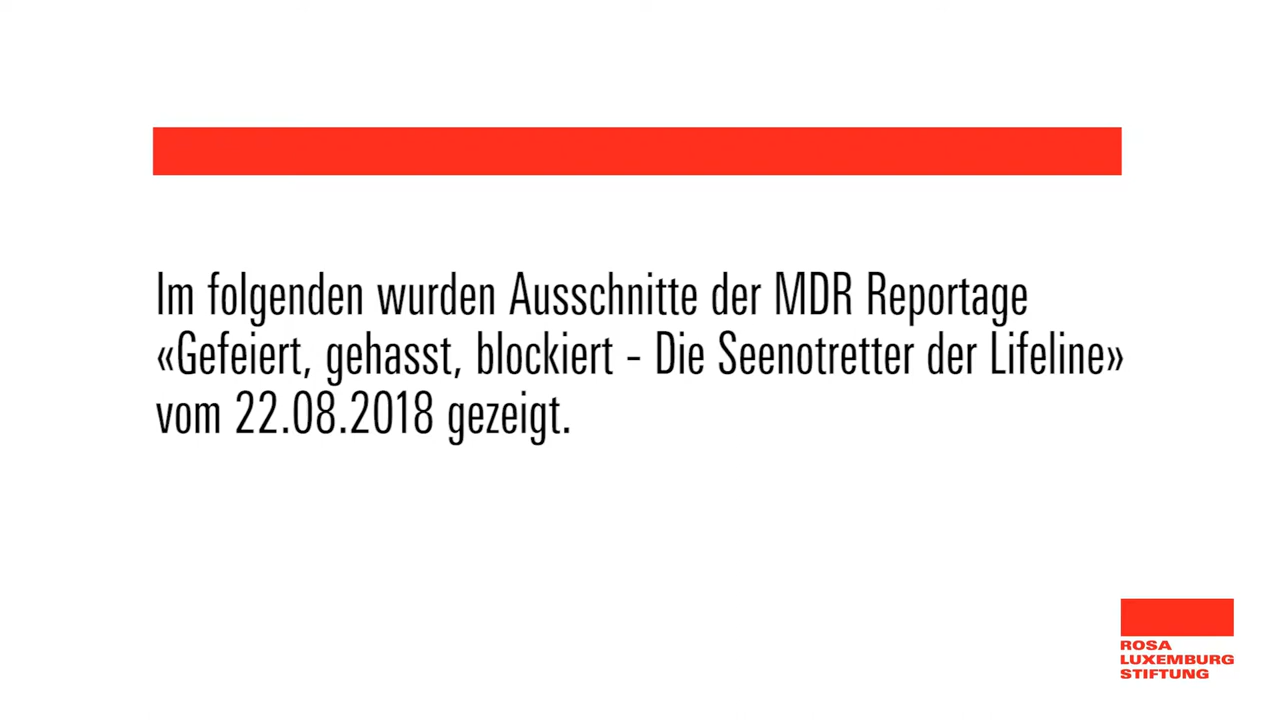 Im folgenden wurden Ausschnitte der MDR Reportage
«Gefeiert, gehasst, blockiert – Die Seenotretter der Lifeline»
vom 22.08.2018 gezeigt.
ROSA
LUXEMBURG
STIFTUNG